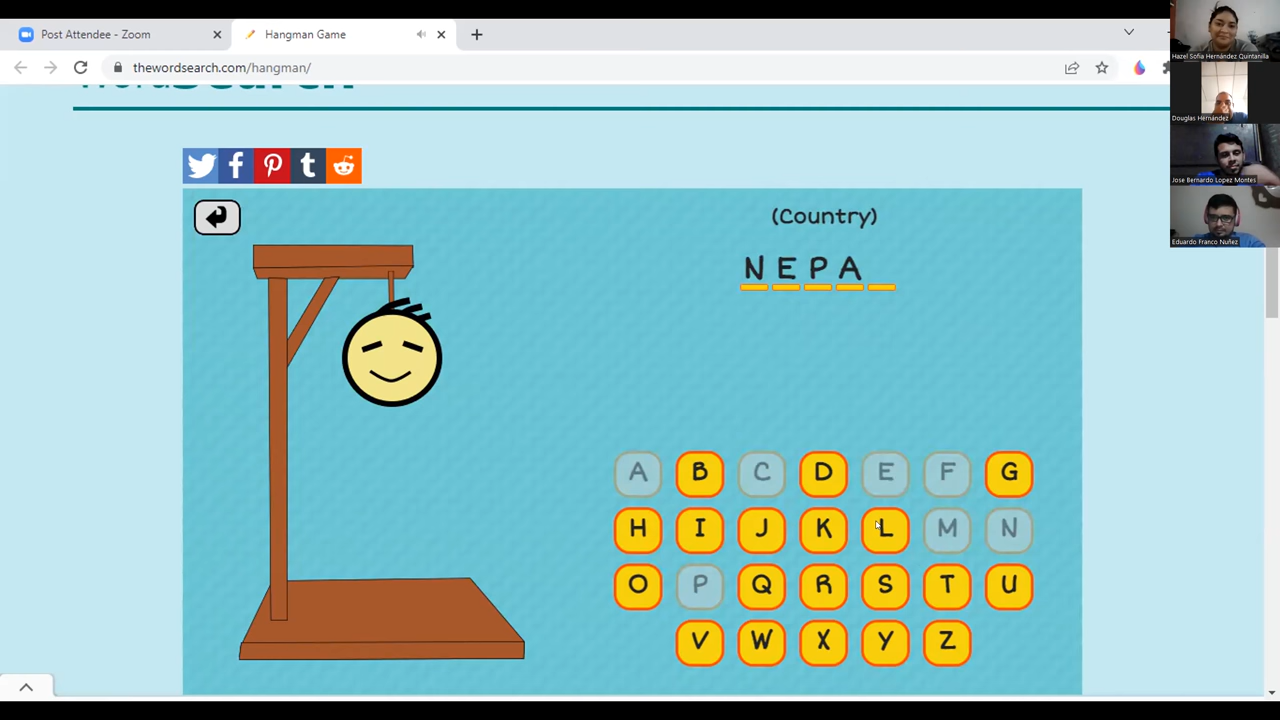 Post Attendee - Zoom
Hangman Game
thewordsearch.com/hangman/
Hazel Sofia Hernández Quintanilla
Douglas Hernández
Jose Bernardo Lopez Montes
Eduardo Franco Nuñez
(Country)
N E P A
A B C D E F G
H I J K L M N
O P Q R S T U
V W X Y Z